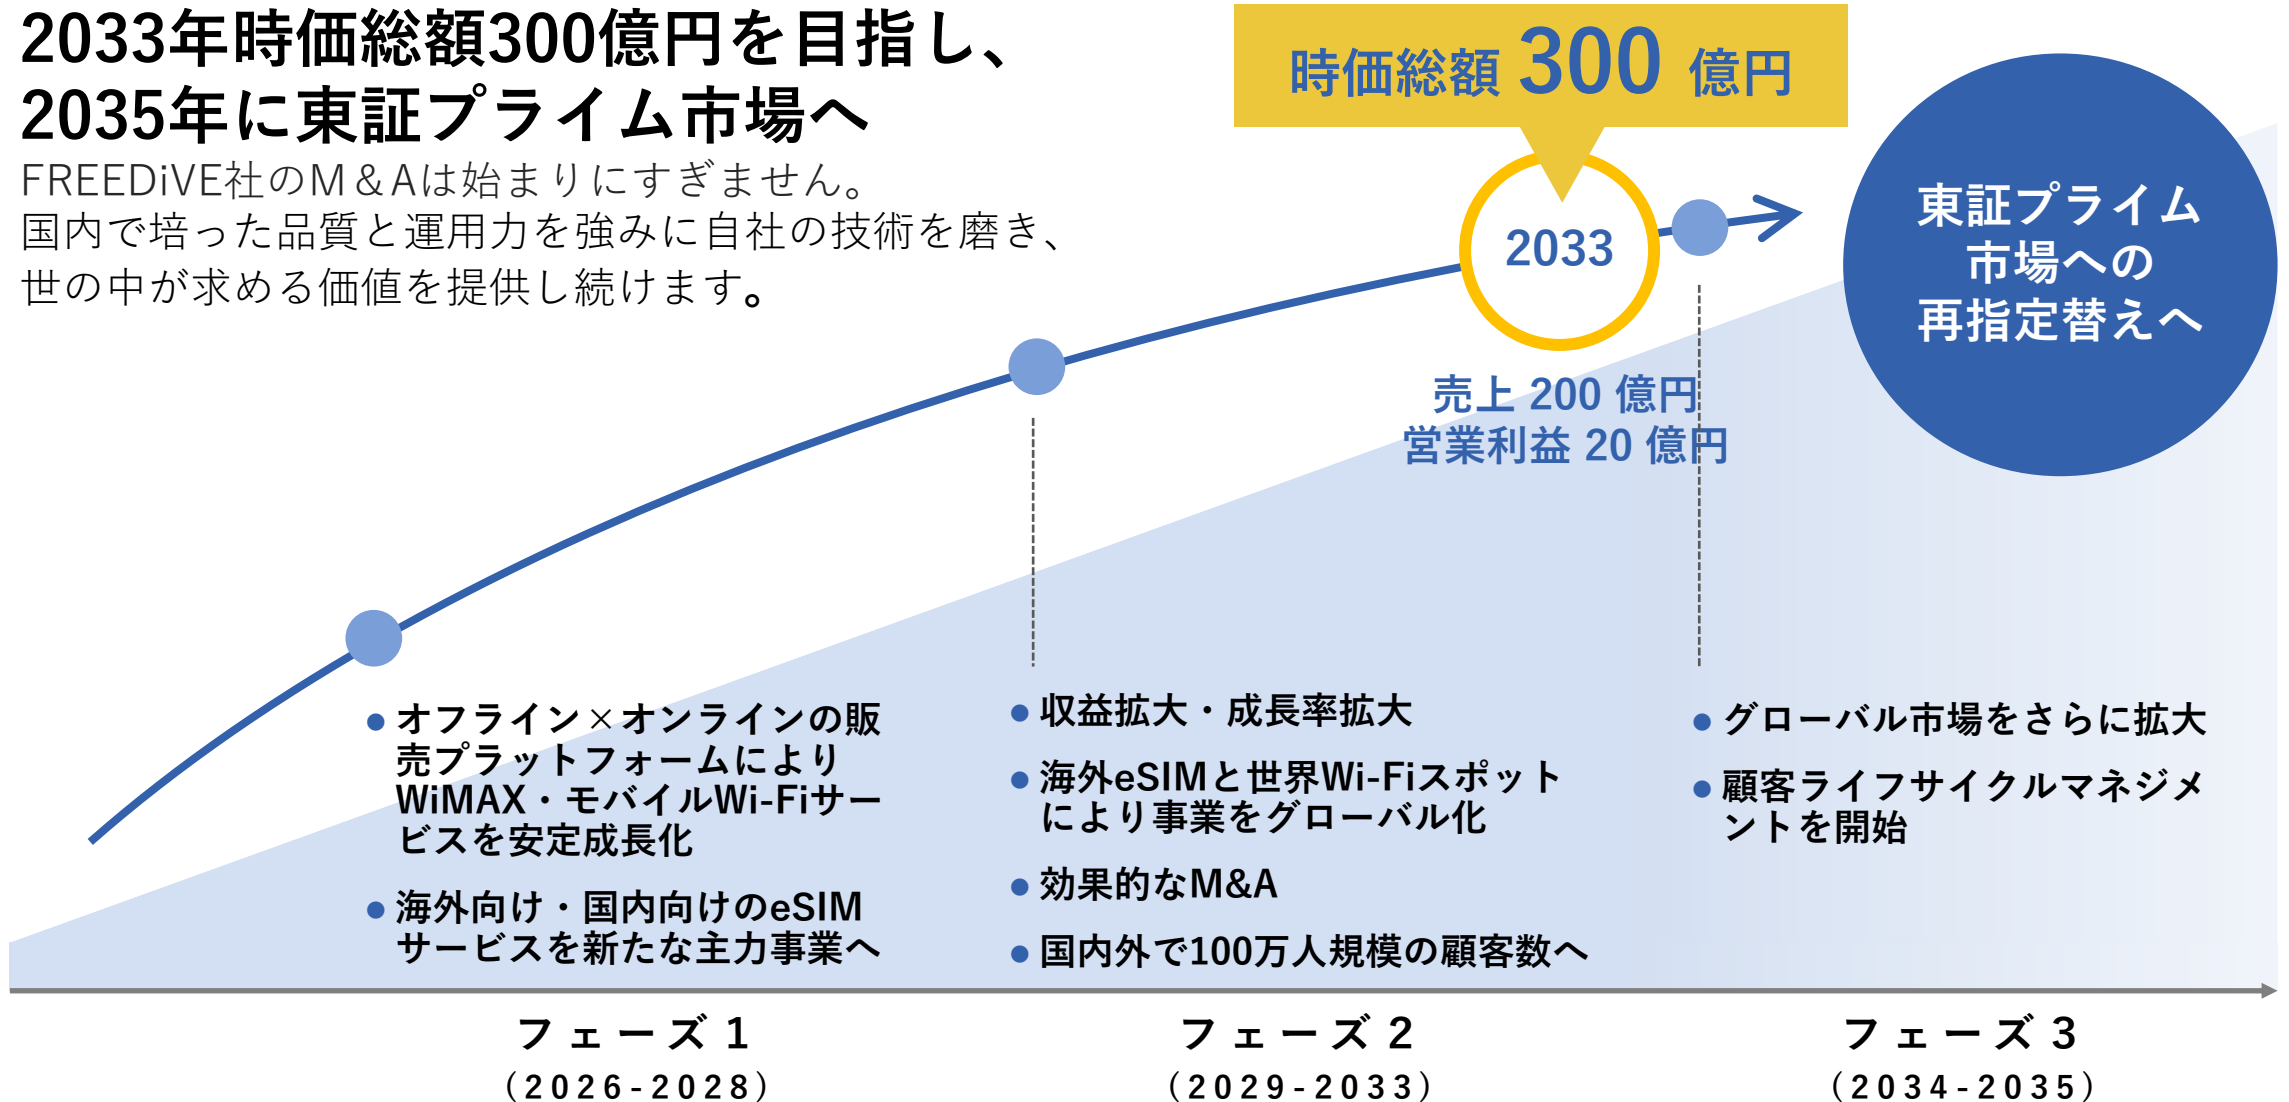 2033年時価総額300億円を目指し、
2035年に東証プライム市場へ
FREEDiVE社のM＆Aは始まりにすぎません。
国内で培った品質と運用力を強みに自社の技術を磨き、
世の中が求める価値を提供し続けます。
時価総額 300 億円
2033
売上 200 億円
営業利益 20 億円
東証プライム
市場への
再指定替えへ
●オフライン×オンラインの販
売プラットフォームにより
WiMAX・モバイルWi-Fiサー
ビスを安定成長化
●海外向け・国内向けのeSIM
サービスを新たな主力事業へ
●収益拡大・成長率拡大
●海外eSIMと世界Wi-Fiスポット
により事業をグローバル化
●効果的なM&A
●国内外で100万人規模の顧客数へ
●グローバル市場をさらに拡大
●顧客ライフサイクルマネジメ
ントを開始
フェーズ1
（2026-2028）
フェーズ2
（2029-2033）
フェーズ3
（2034-2035）